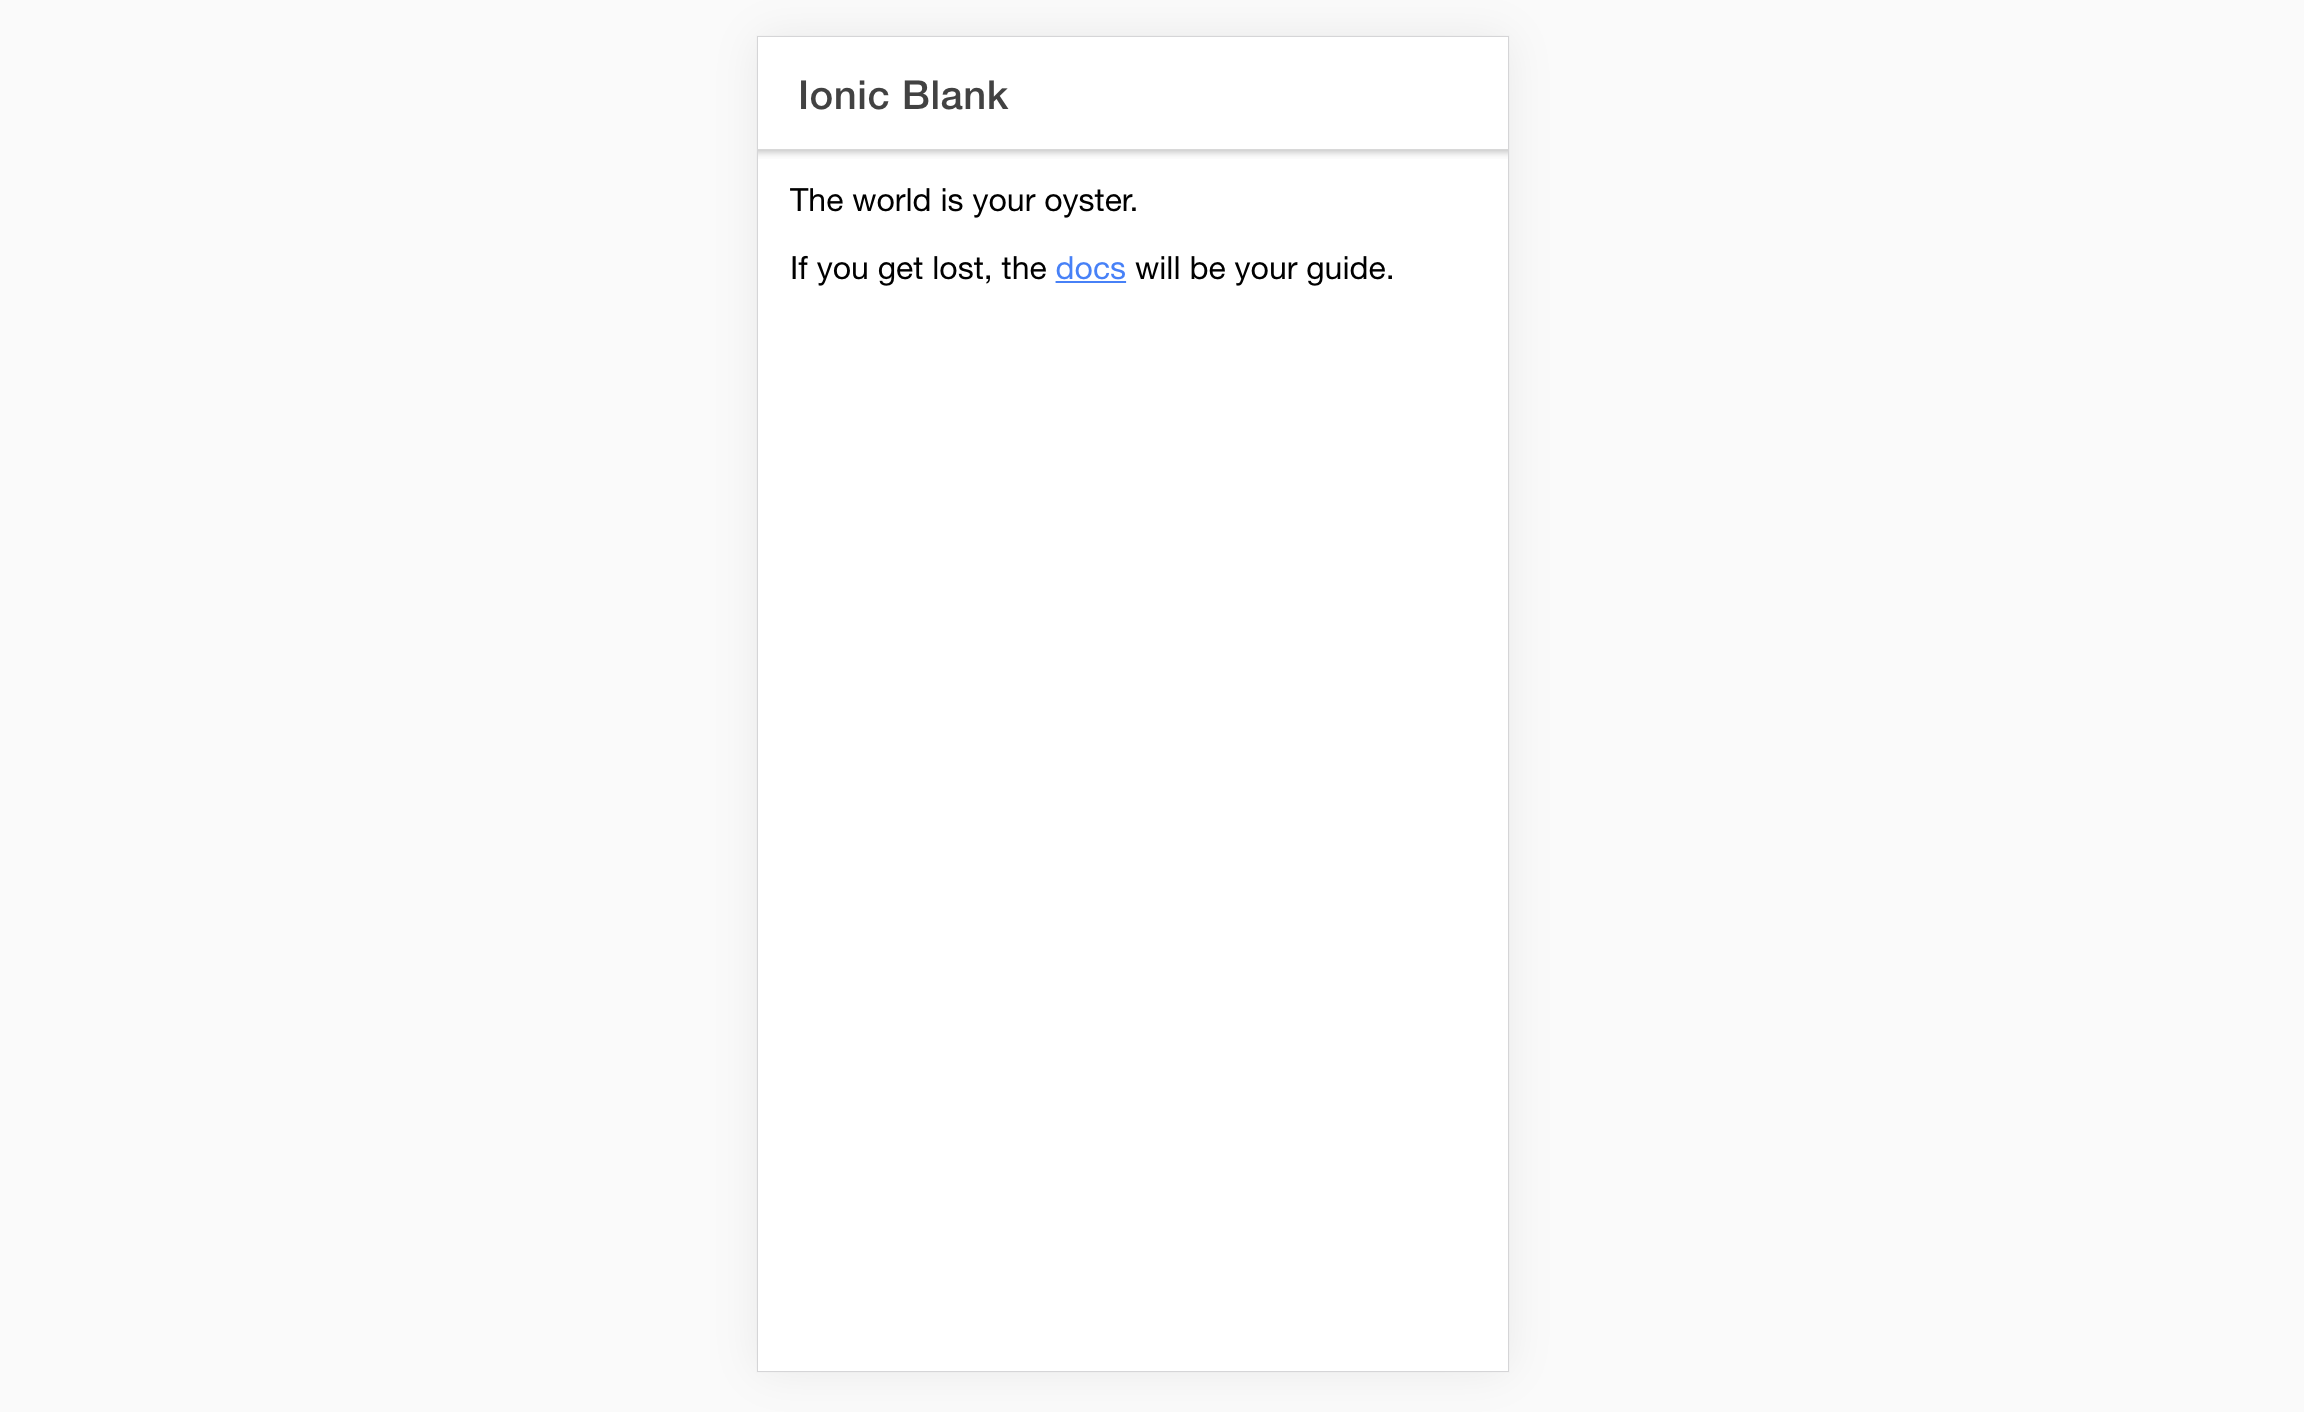 Ionic Blank
The world is your oyster.
If you get lost, the docs will be your guide.